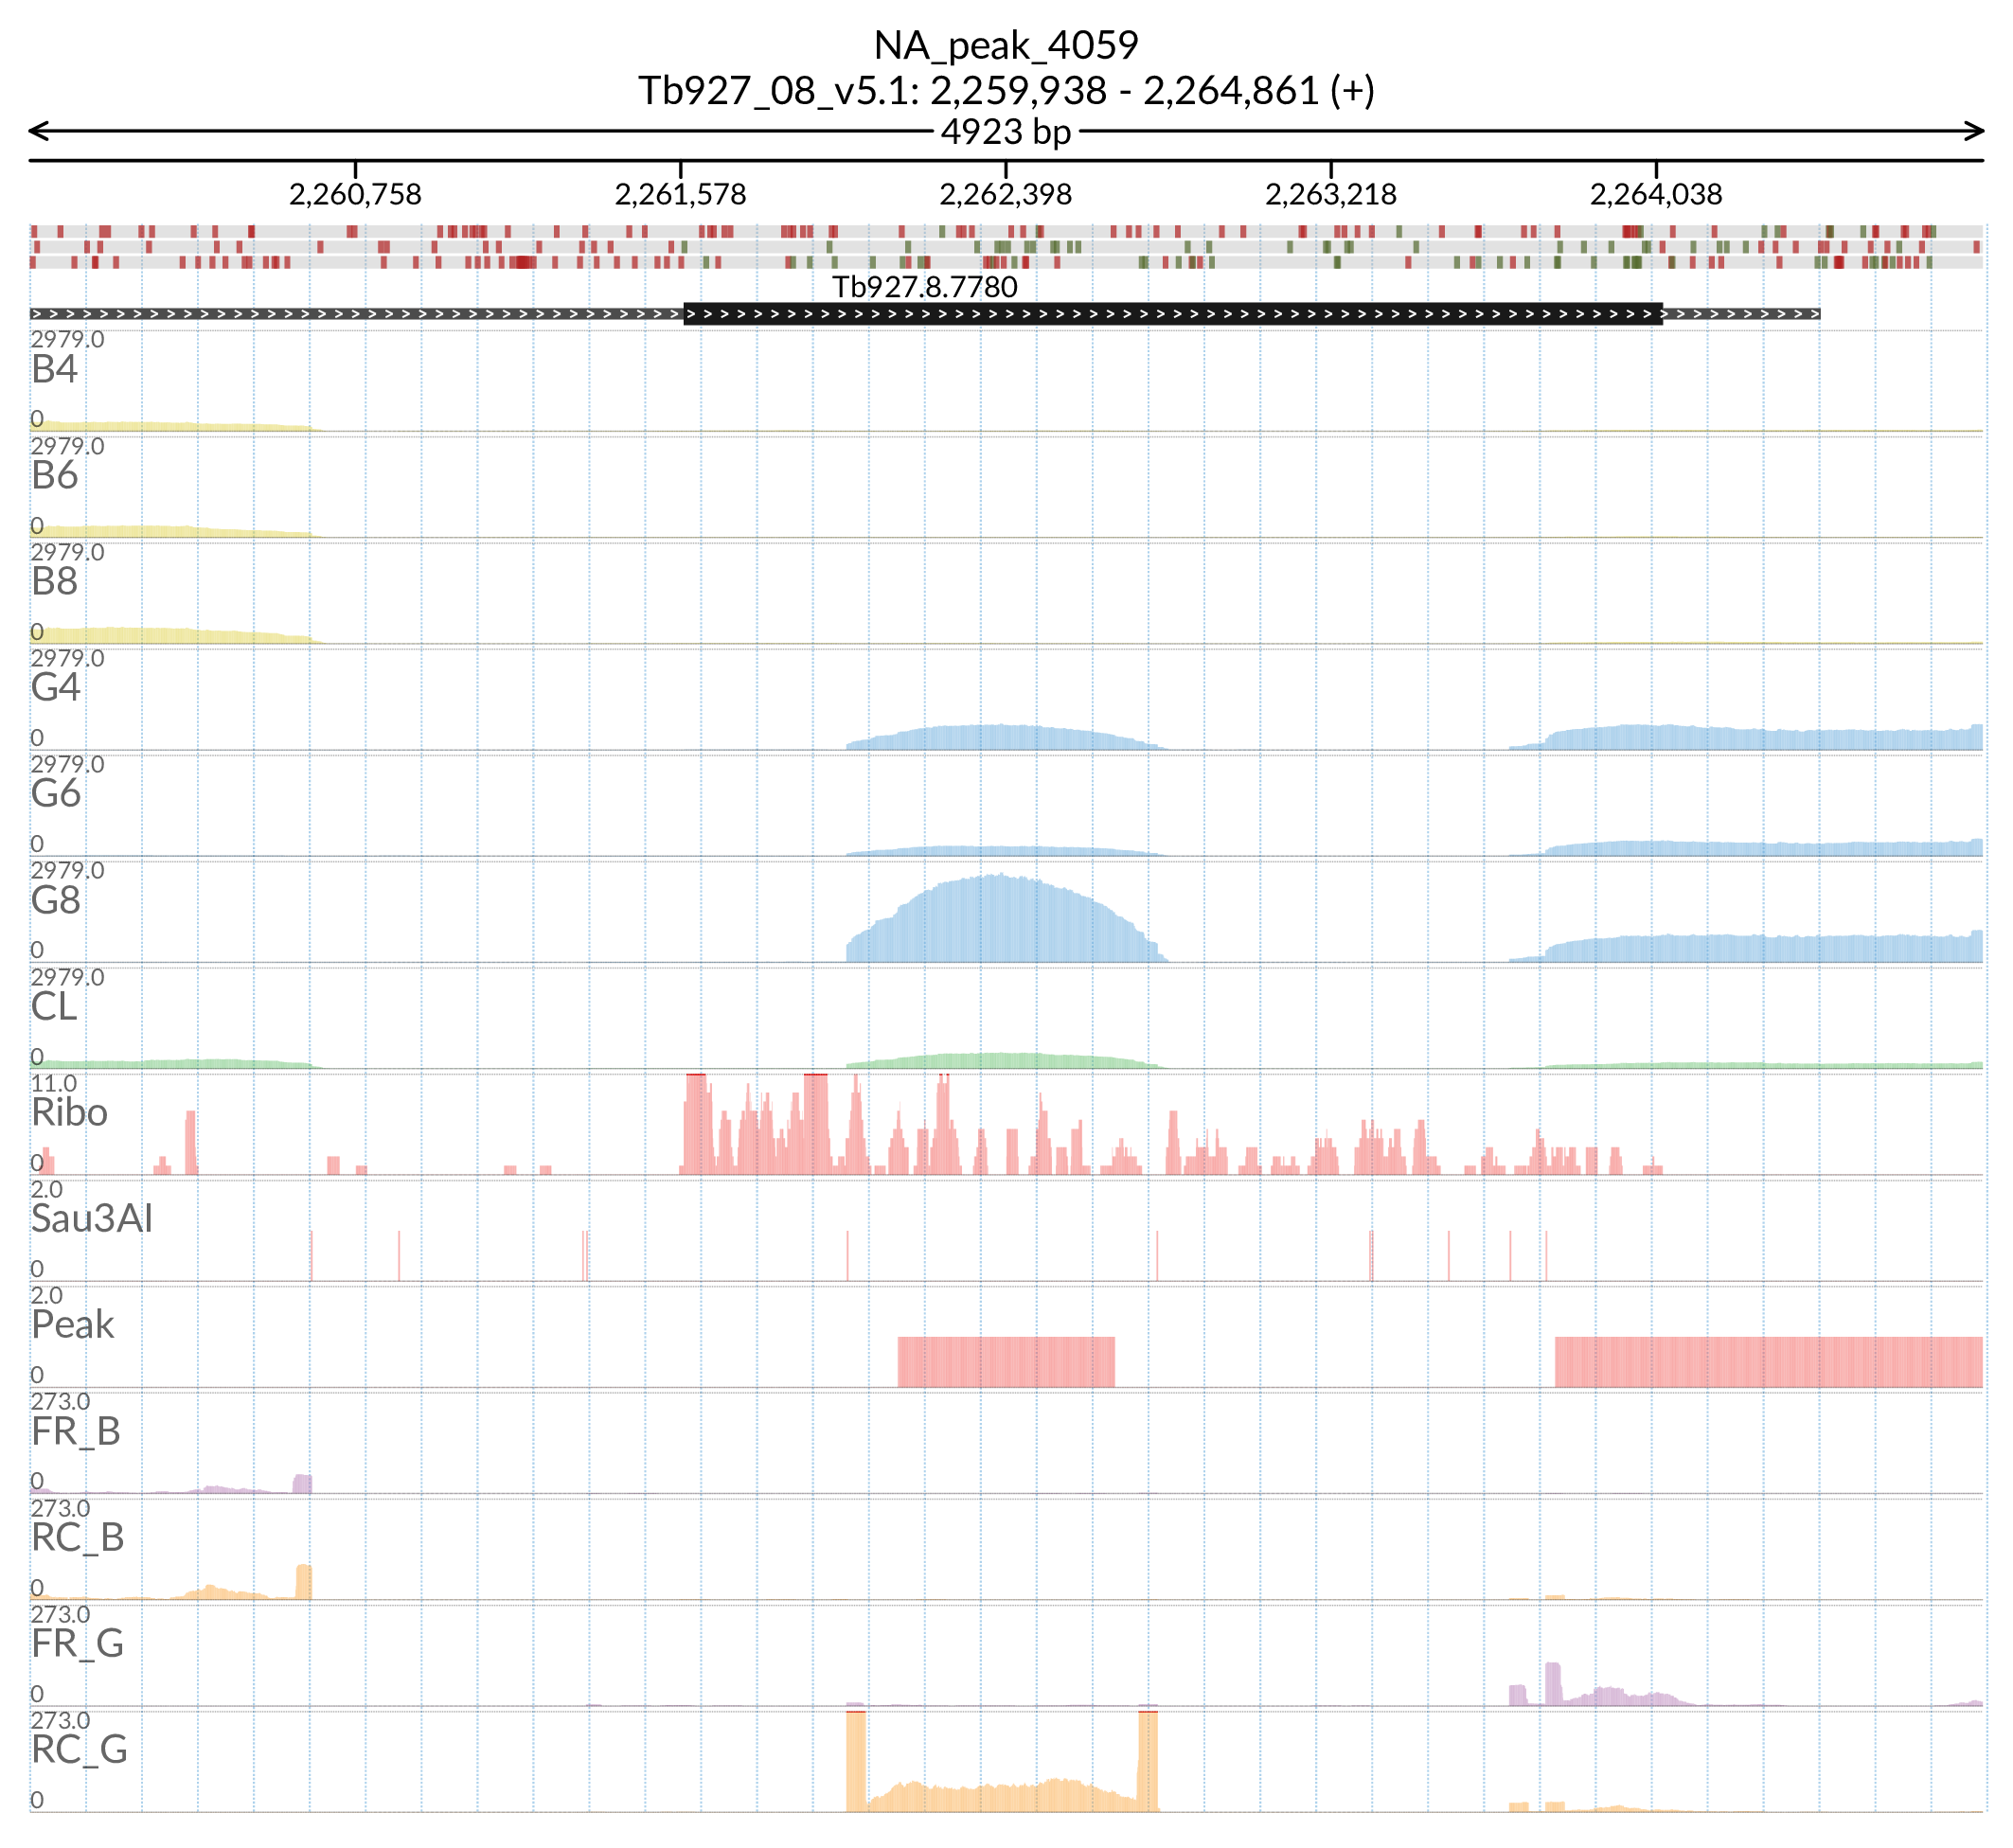 NA_peak_4059
Tb927_08_v5.1: 2,259,938 - 2,264,861 (+)
4923 bp
2,260,758 2,261,578 2,262,398 2,263,218 2,264,038
Tb927.8.7780
2979.0
B4
0
2979.0
B6
0
2979.0
B8
0
2979.0
G4
0
2979.0
G6
0
2979.0
G8
0
2979.0
CL
0
11.0
Ribo
0
2.0
Sau3AI
0
2.0
Peak
0
273.0
FR_B
0
273.0
RC_B
0
273.0
FR_G
0
273.0
RC_G
0